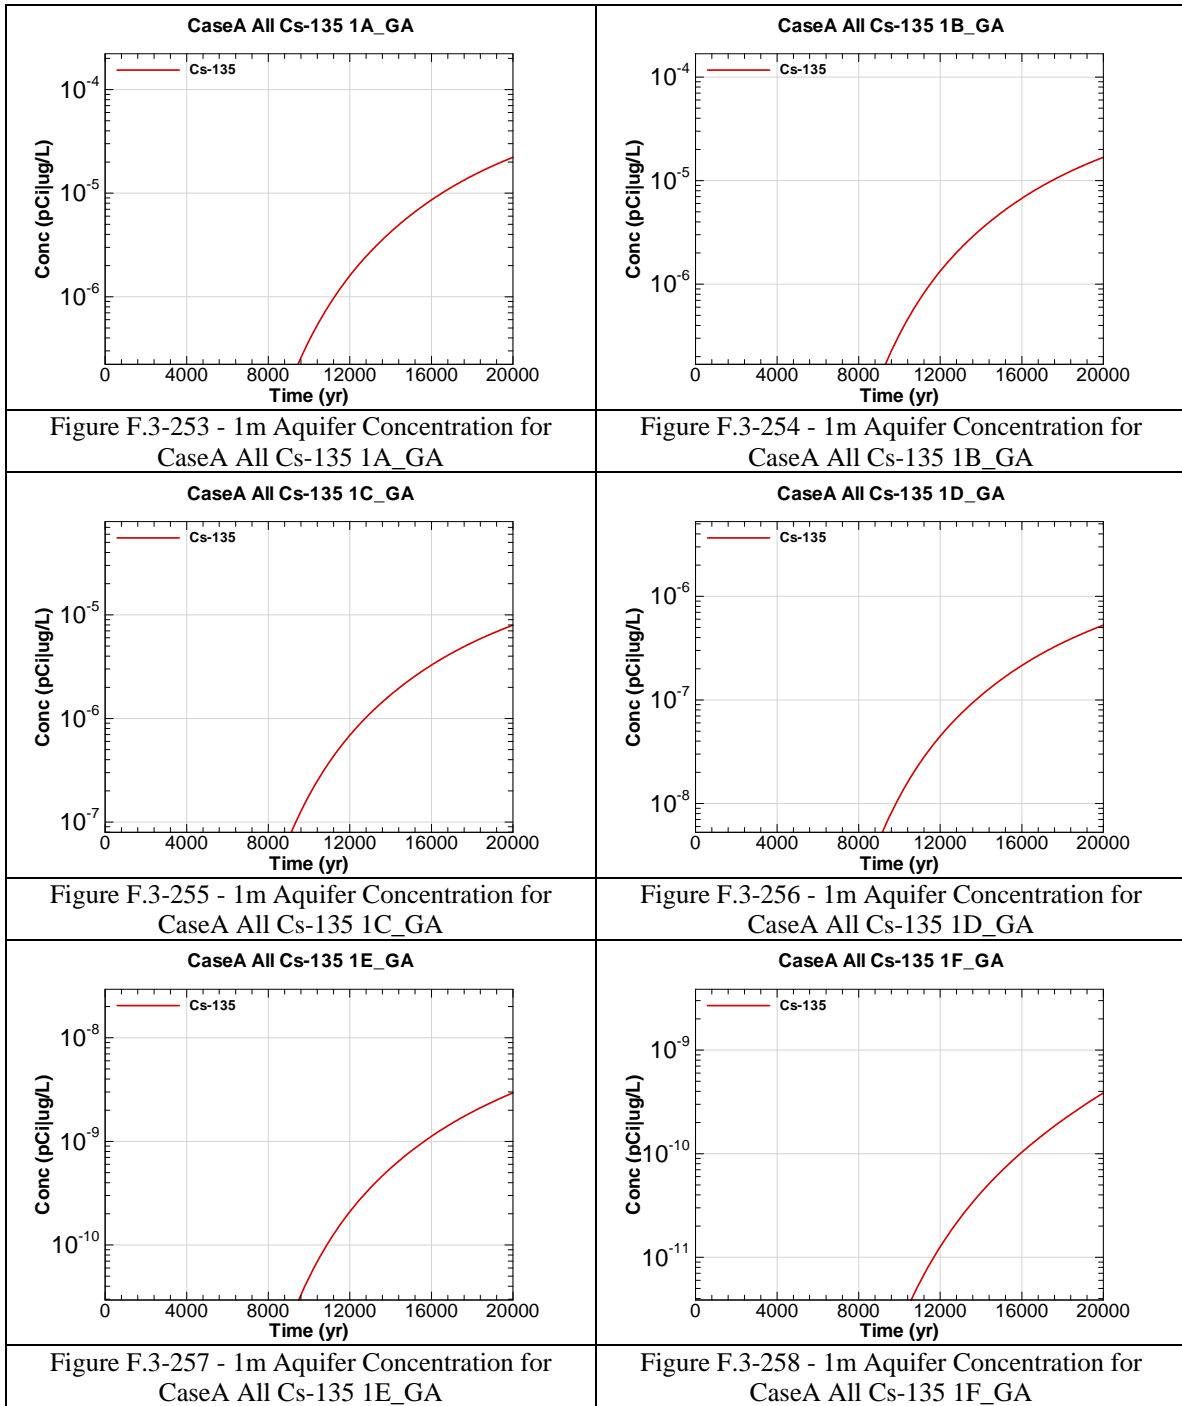 CaseA All Cs-135 1A_GA
Cs-135
10-4
10-5
10-6
Conc (pCi|ug/L)
0 4000 8000 12000 16000 20000
Time (yr)
Figure F.3-253 - 1m Aquifer Concentration for
CaseA All Cs-135 1A_GA
CaseA All Cs-135 1B_GA
Cs-135
10-4
10-5
10-6
Conc (pCi|ug/L)
0 4000 8000 12000 16000 20000
Time (yr)
Figure F.3-254 - 1m Aquifer Concentration for
CaseA All Cs-135 1B_GA
CaseA All Cs-135 1C_GA
Cs-135
10-5
10-6
10-7
Conc (pCi|ug/L)
0 4000 8000 12000 16000 20000
Time (yr)
Figure F.3-255 - 1m Aquifer Concentration for
CaseA All Cs-135 1C_GA
CaseA All Cs-135 1D_GA
Cs-135
10-6
10-7
10-8
Conc (pCi|ug/L)
0 4000 8000 12000 16000 20000
Time (yr)
Figure F.3-256 - 1m Aquifer Concentration for
CaseA All Cs-135 1D_GA
CaseA All Cs-135 1E_GA
Cs-135
10-8
10-9
10-10
Conc (pCi|ug/L)
0 4000 8000 12000 16000 20000
Time (yr)
Figure F.3-257 - 1m Aquifer Concentration for
CaseA All Cs-135 1E_GA
CaseA All Cs-135 1F_GA
Cs-135
10-9
10-10
10-11
Conc (pCi|ug/L)
0 4000 8000 12000 16000 20000
Time (yr)
Figure F.3-258 - 1m Aquifer Concentration for
CaseA All Cs-135 1F_GA